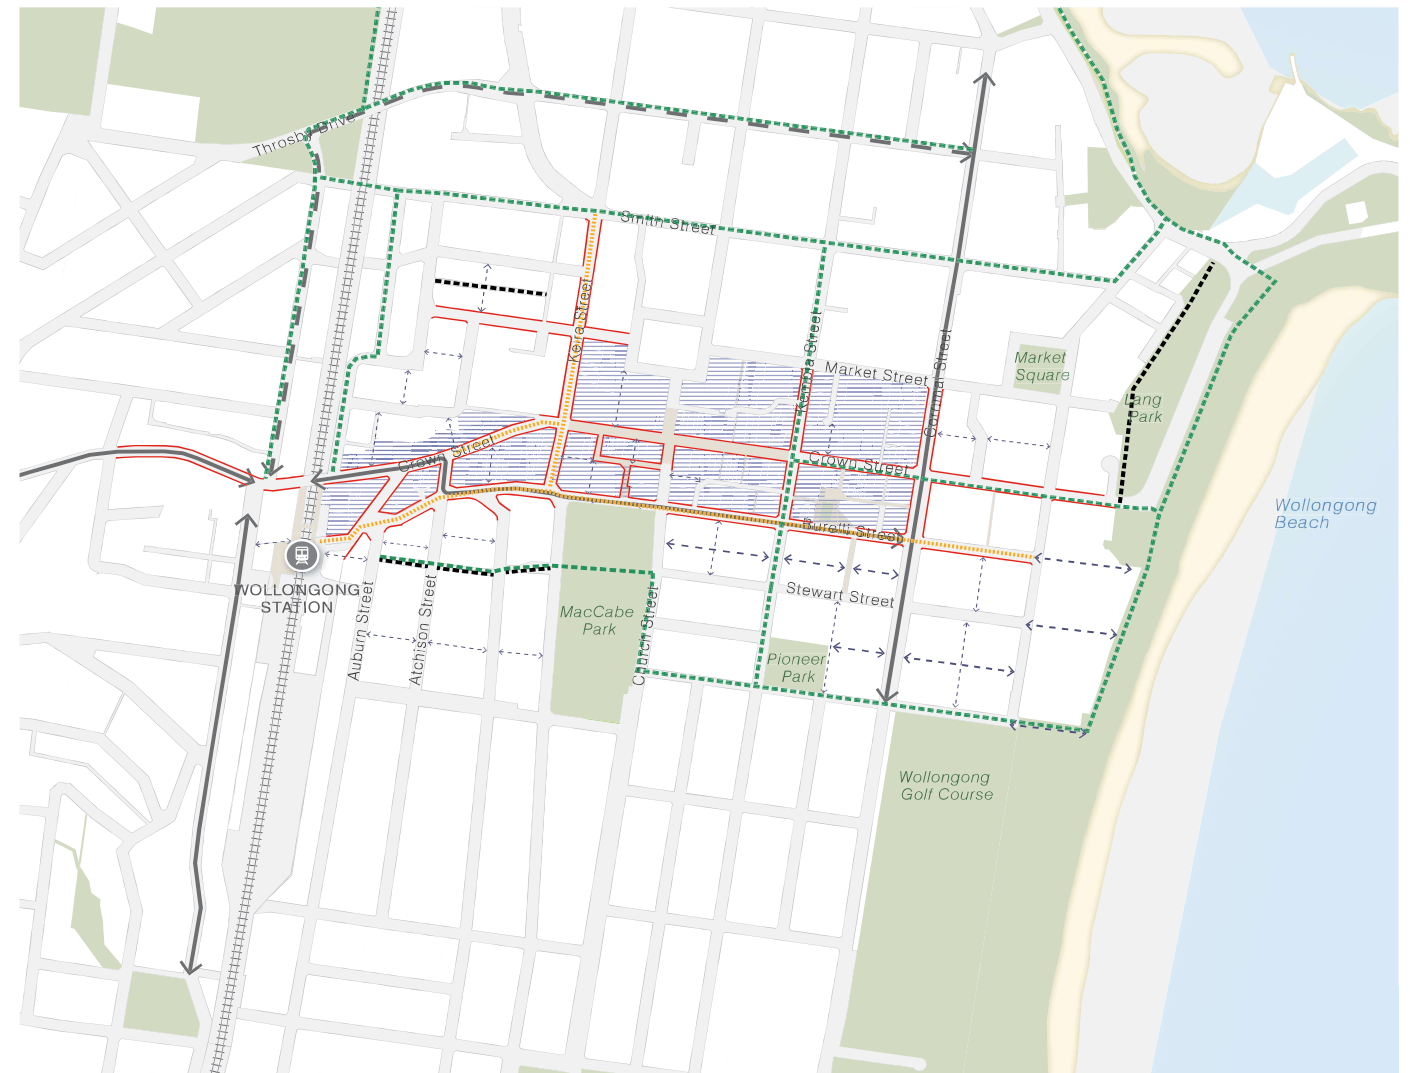 Throsby Drive
Smith Street
Keira Street
Kembla Street
Corrimal Street
Market Street
Market
Square
Lang
Park
Crown Street
Crown Street
Burelli Street
Wollongong
Beach
WOLLONGONG
STATION
Stewart Street
MacCabe
Park
Auburn Street
Atchison Street
Church Street
Pioneer
Park
Wollongong
Golf Course